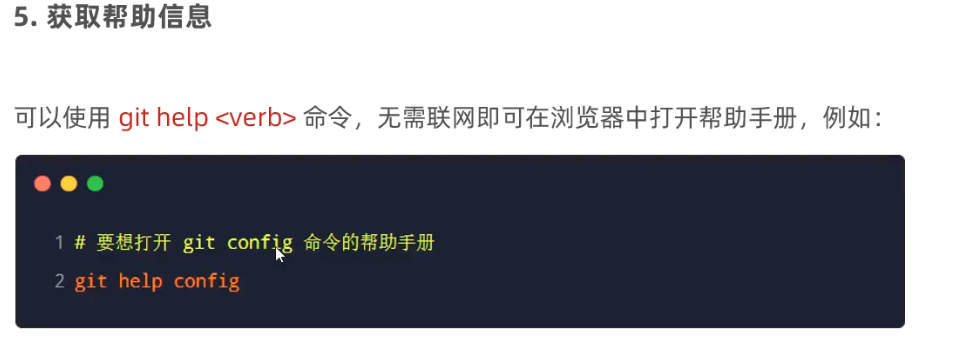 5. 获取帮助信息
可以使用 git help <verb> 命令，无需联网即可在浏览器中打开帮助手册，例如：
1 # 要想打开 git config 命令的帮助手册
2 git help config